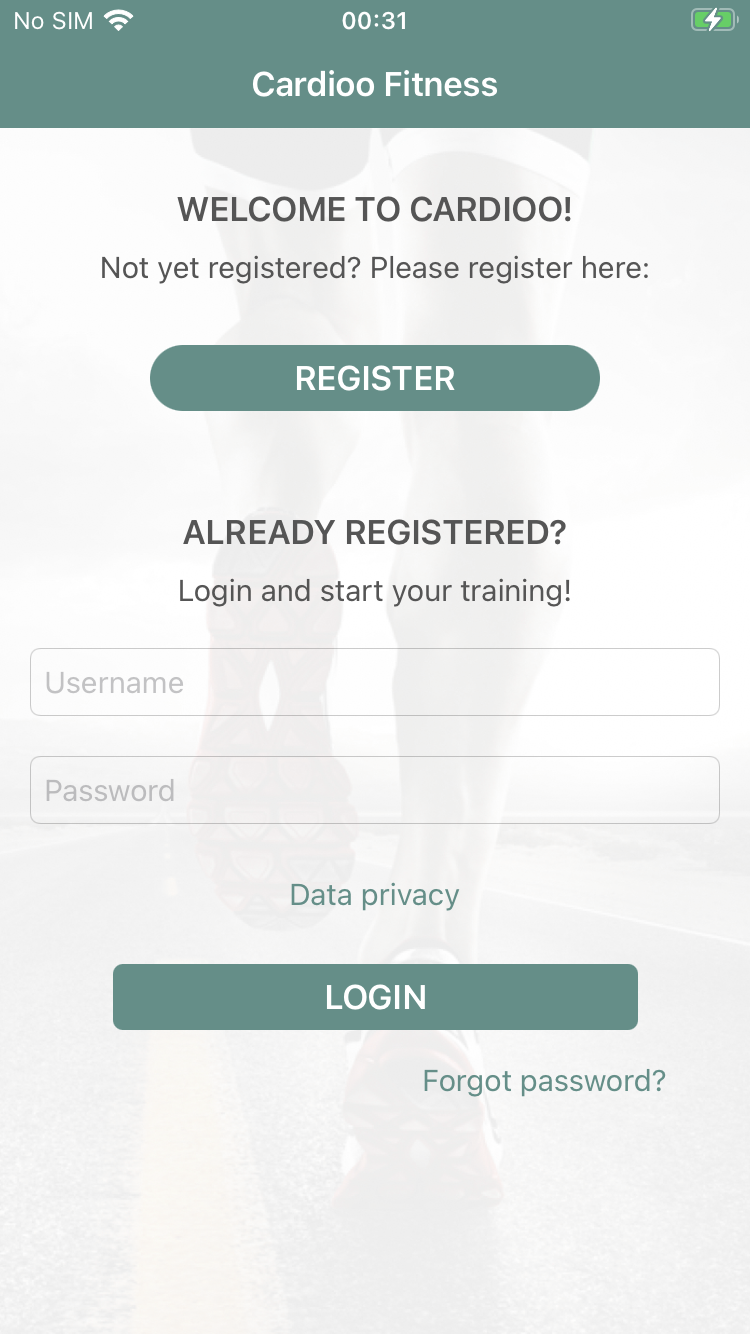 No SIM 00:31
Cardioo Fitness
WELCOME TO CARDIOO!
Not yet registered? Please register here:
REGISTER
ALREADY REGISTERED?
Login and start your training!
Username
Password
Data privacy
LOGIN
Forgot password?